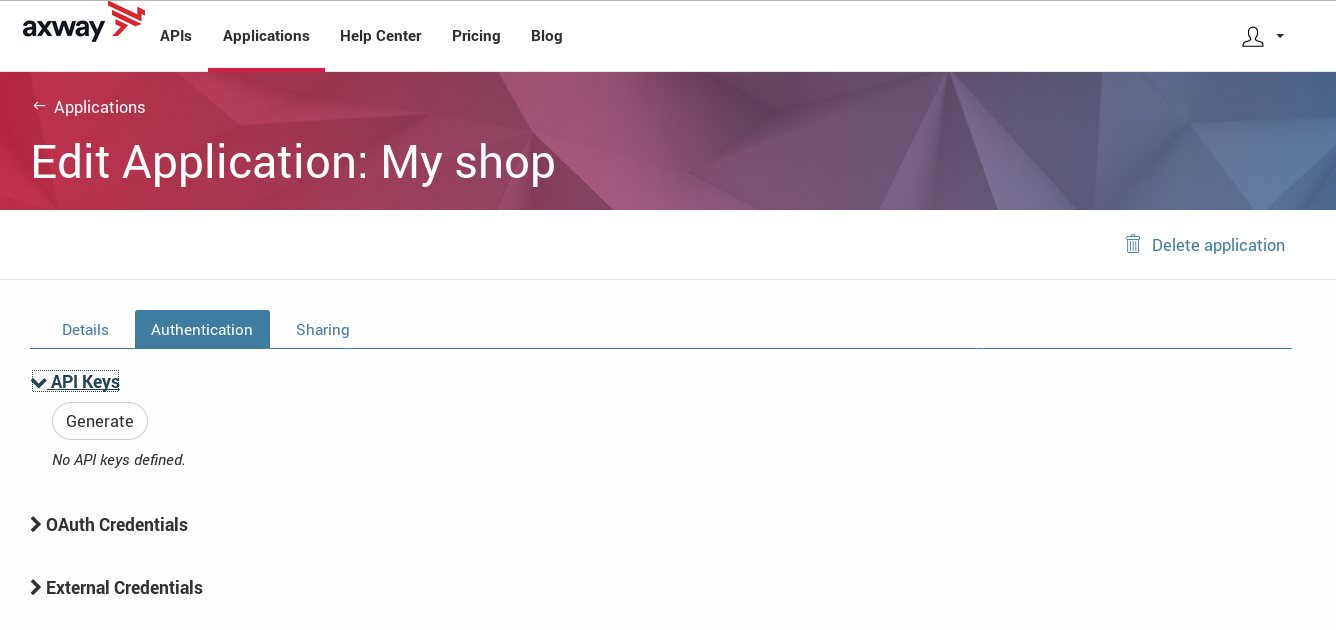 axway
APIs Applications Help Center Pricing Blog
Applications
Edit Application: My shop
Delete application
Details Authentication Sharing
API Keys
Generate
No API keys defined.
OAuth Credentials
External Credentials